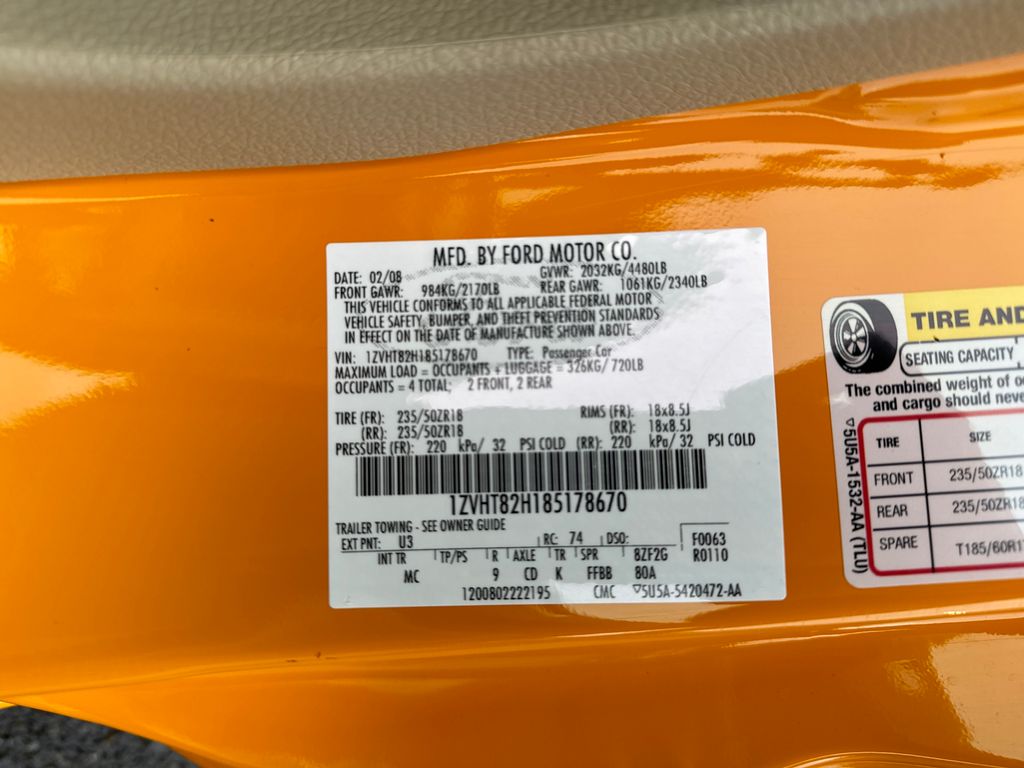 MFD. BY FORD MOTOR CO.
DATE: 02/08 GVWR: 2032KG/4480LB
FRONT GAWR: 984KG/2170LB REAR GAWR: 1061KG/2340LB
THIS VEHICLE CONFORMS TO ALL APPLICABLE FEDERAL MOTOR
VEHICLE SAFETY, BUMPER, AND THEFT PREVENTION STANDARDS
IN EFFECT ON THE DATE OF MANUFACTURE SHOWN ABOVE.
VIN: 1ZVHT82H185178670 TYPE: Passenger Car
MAXIMUM LOAD = OCCUPANTS + LUGGAGE = 326KG/ 720LB
OCCUPANTS = 4 TOTAL, 2 FRONT, 2 REAR
TIRE (FR): 235/50ZR18 RIMS (FR): 18x8.5J
(RR): 235/50ZR18 (RR): 18x8.5J
PRESSURE (FR): 220 kPa/ 32 PSI COLD (RR): 220 kPa/ 32 PSI COLD
1ZVHT82H185178670
TRAILER TOWING - SEE OWNER GUIDE
EXT PNT: U3 RC: 74 DSO: F0063
INT TR TP/PS R AXLE TR SPR 8ZF2G R0110
MC 9 CD K FFBB 80A
1200802222195 CMC ▽5U5A-5420472-AA
TIRE AND
SEATING CAPACITY
The combined weight of
and cargo should
TIRE SIZE
FRONT 235/50ZR18
REAR 235/50ZR18
SPARE T185/60R1
▽5U5A-1532-AA (TLU)